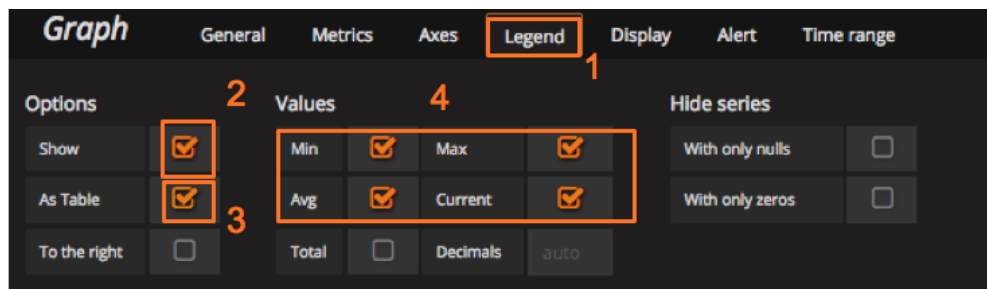 Graph General Metrics Axes Legend Display Alert Time range
1
2 4
Options Values Hide series
Show Min Max With only nulls
As Table Avg Current With only zeros
3
To the right Total Decimals auto